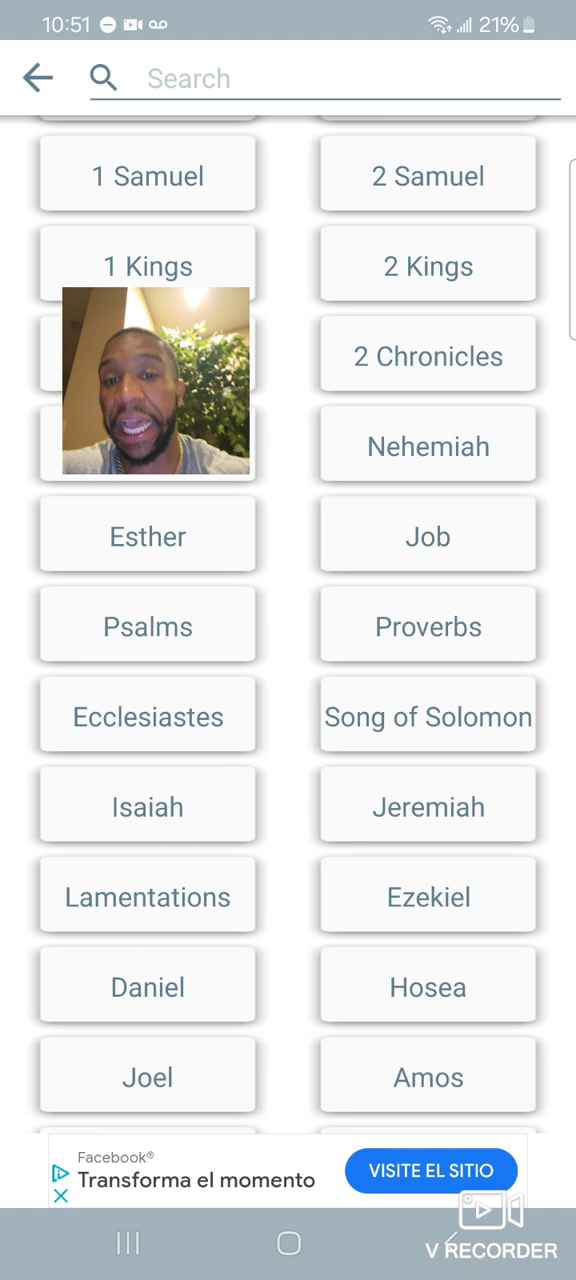 10:51
21%
Search
1 Samuel
2 Samuel
1 Kings
2 Kings
2 Chronicles
Nehemiah
Esther
Job
Psalms
Proverbs
Ecclesiastes
Song of Solomon
Isaiah
Jeremiah
Lamentations
Ezekiel
Daniel
Hosea
Joel
Amos
Facebook®
Transforma el momento
VISITE EL SITIO
V RECORDER